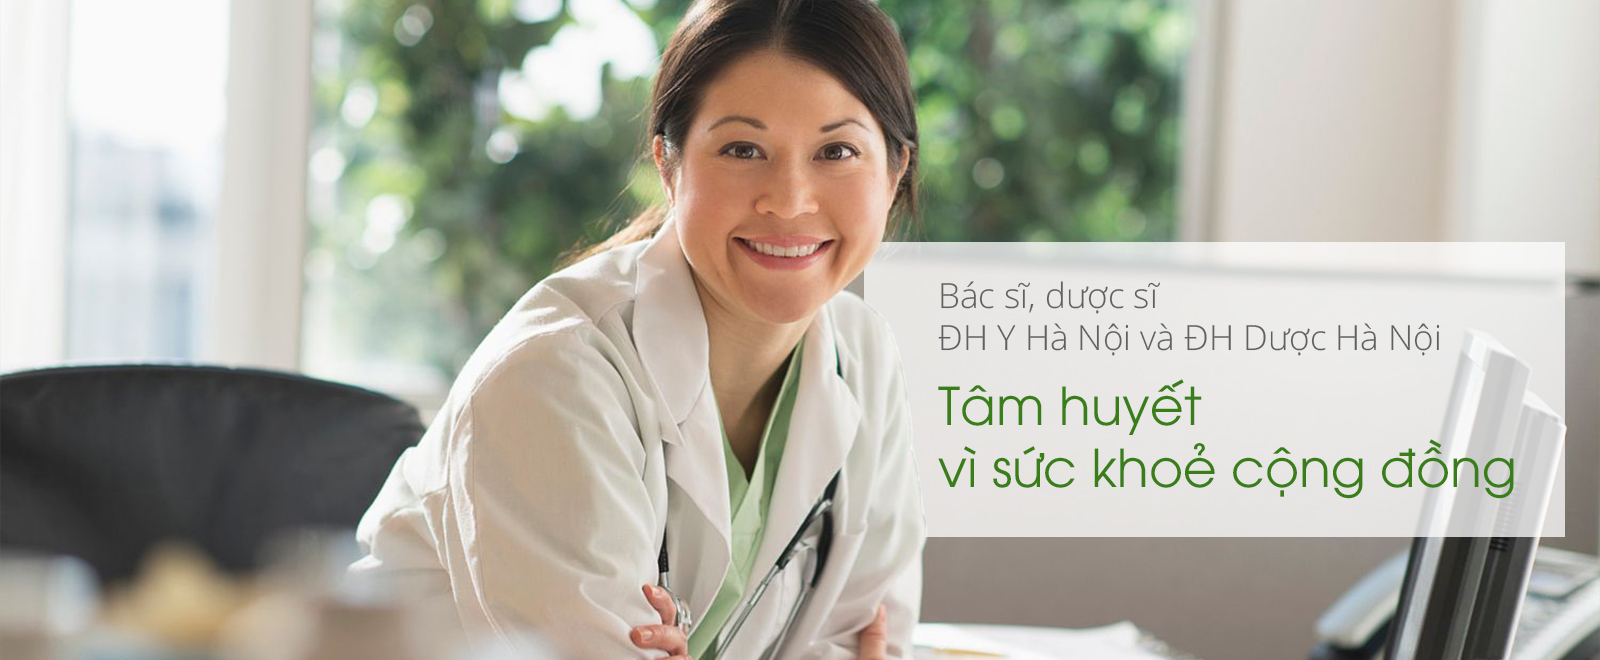 Bác sĩ, dược sĩ
ĐH Y Hà Nội và ĐH Dược Hà Nội
Tâm huyết
vì sức khoẻ cộng đồng